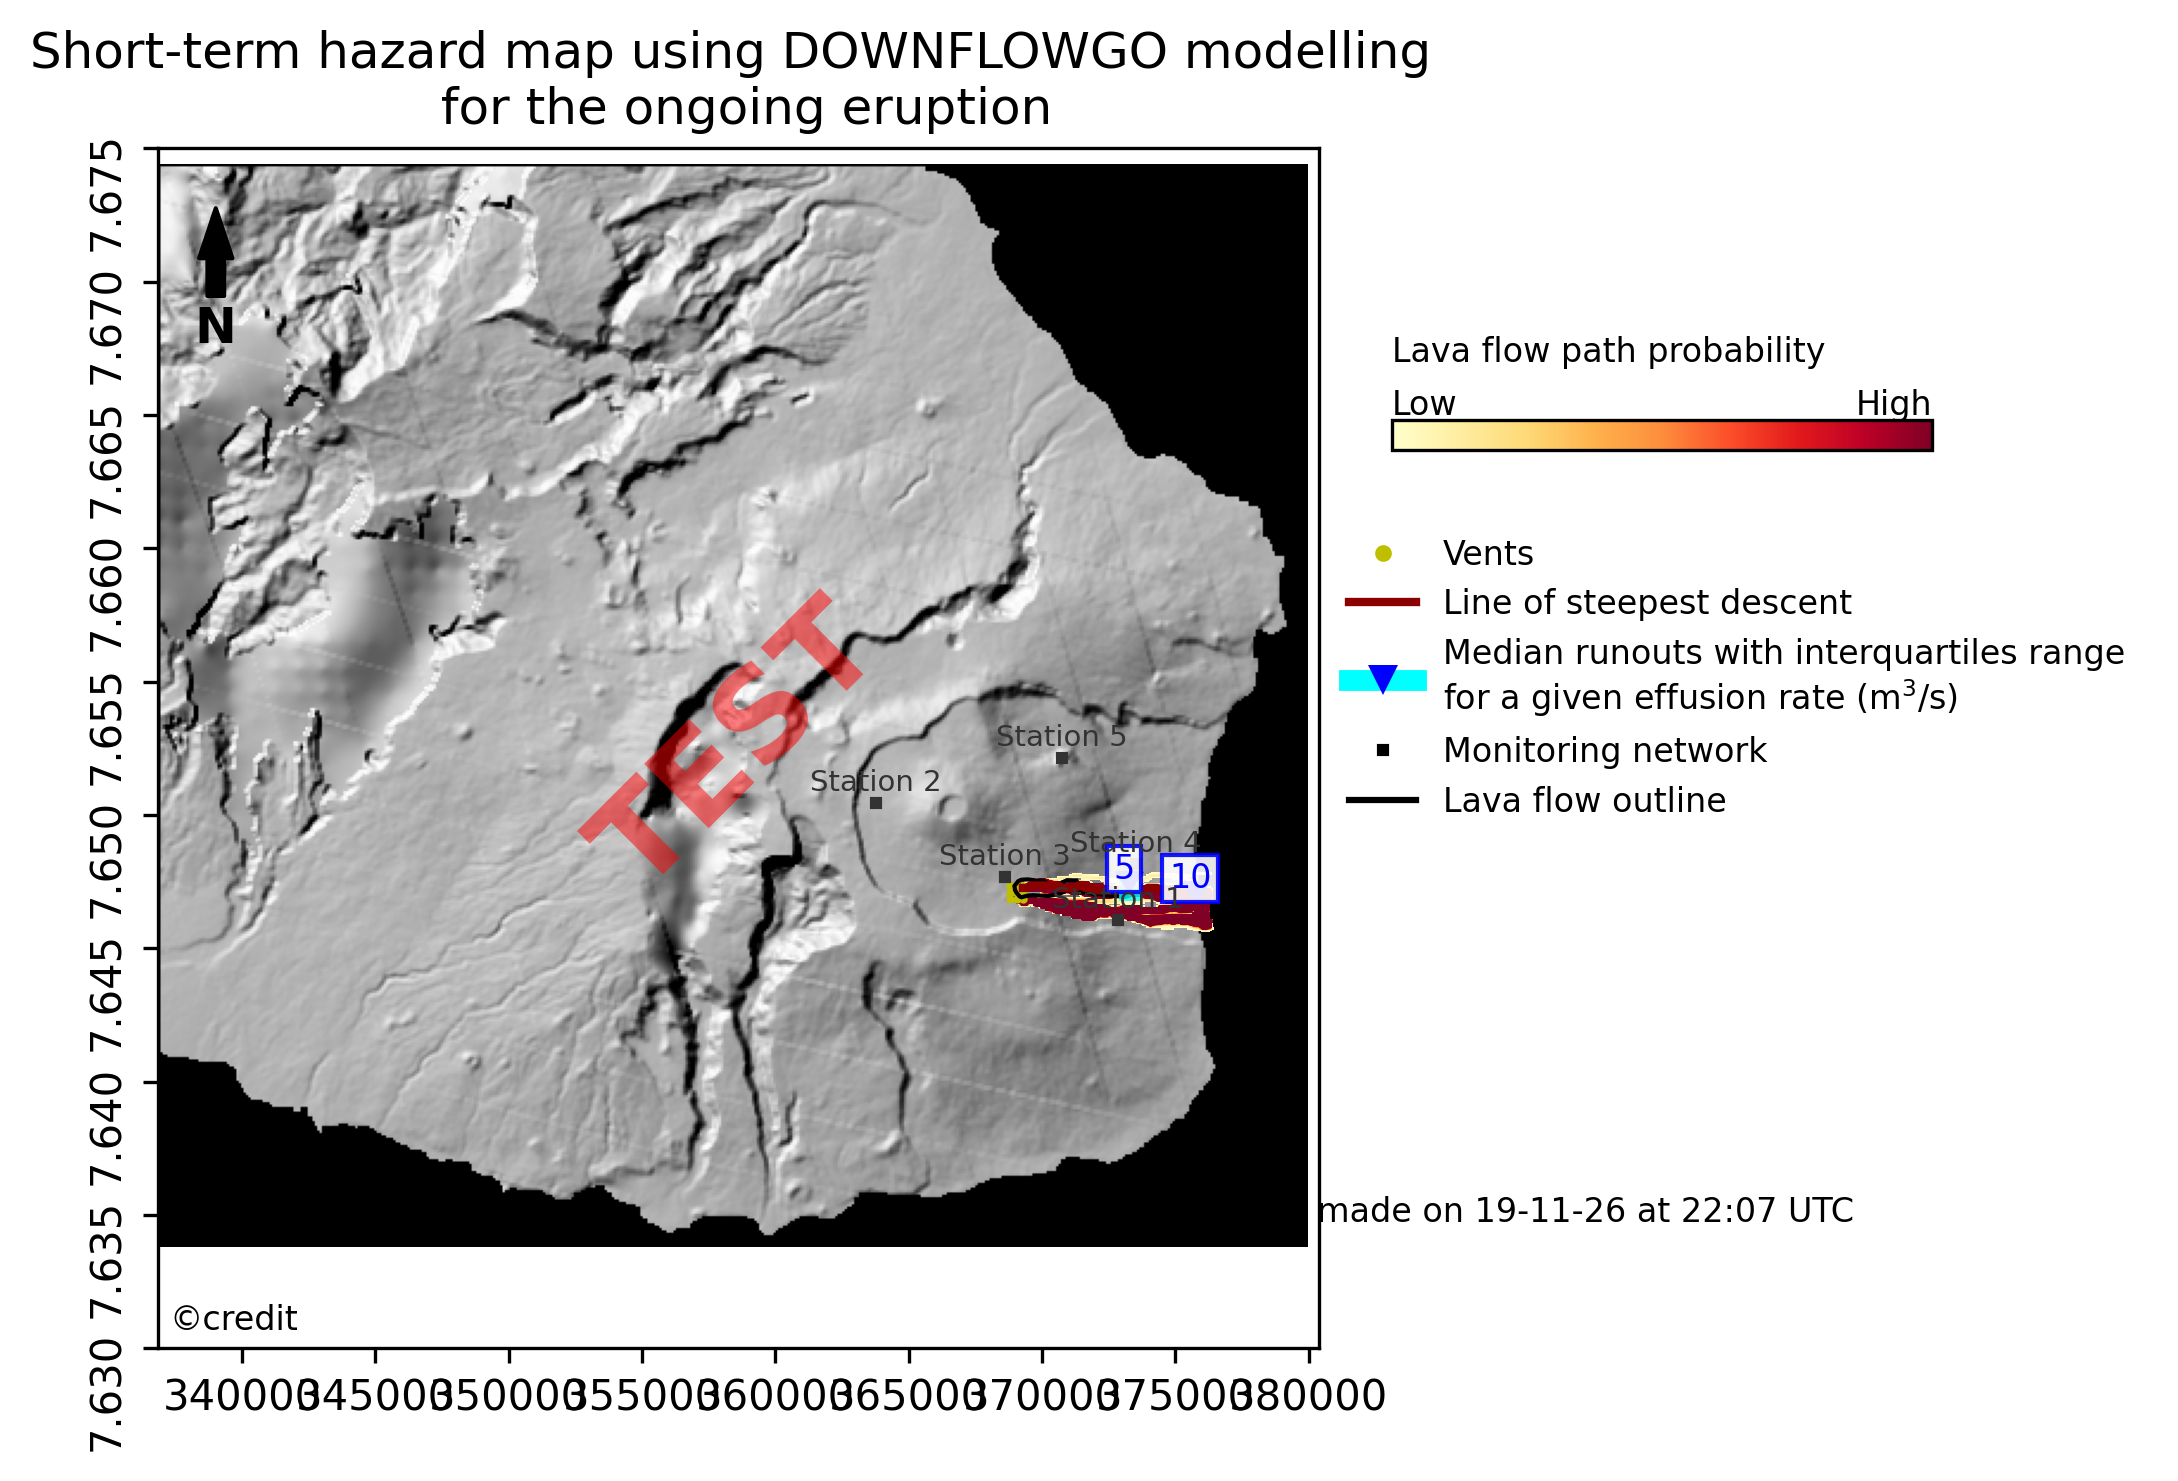 Short-term hazard map using DOWNFLOWGO modelling
for the ongoing eruption
7.675
7.670
7.665
7.660
7.655
7.650
7.645
7.640
7.635
7.630
N
TEST
Station 5
Station 2
Station 4
Station 3
5
10
Station 1
©credit
340000
345000
350000
355000
360000
365000
370000
375000
380000
Lava flow path probability
Low High
Vents
Line of steepest descent
Median runouts with interquartiles range
for a given effusion rate (m³/s)
Monitoring network
Lava flow outline
made on 19-11-26 at 22:07 UTC